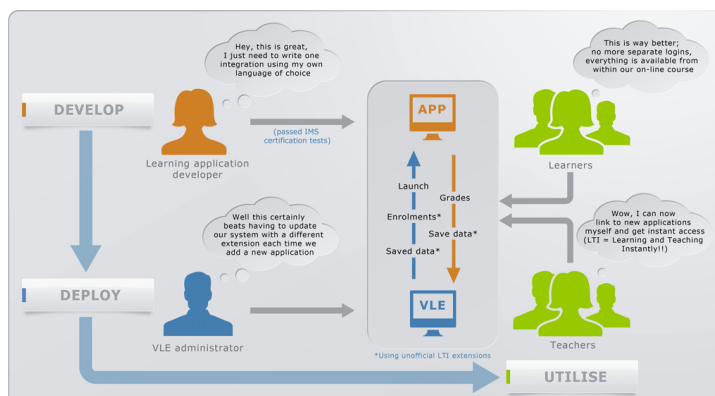 Hey, this is great,
I just need to write one
integration using my own
language of choice
This is way better;
no more separate logins,
everything is available from
within our on-line course
DEVELOP
APP
(passed IMS
certification tests)
Learning application
developer
Learners
Launch
Grades
Enrolments*
Save data*
Saved data*
Well this certainly
beats having to update
our system with a different
extension each time we
add a new application
Wow, I can now
link to new applications
myself and get instant access
(LTI = Learning and Teaching
Instantly!!)
DEPLOY
VLE
VLE administrator
Teachers
*Using unofficial LTI extensions
UTILISE